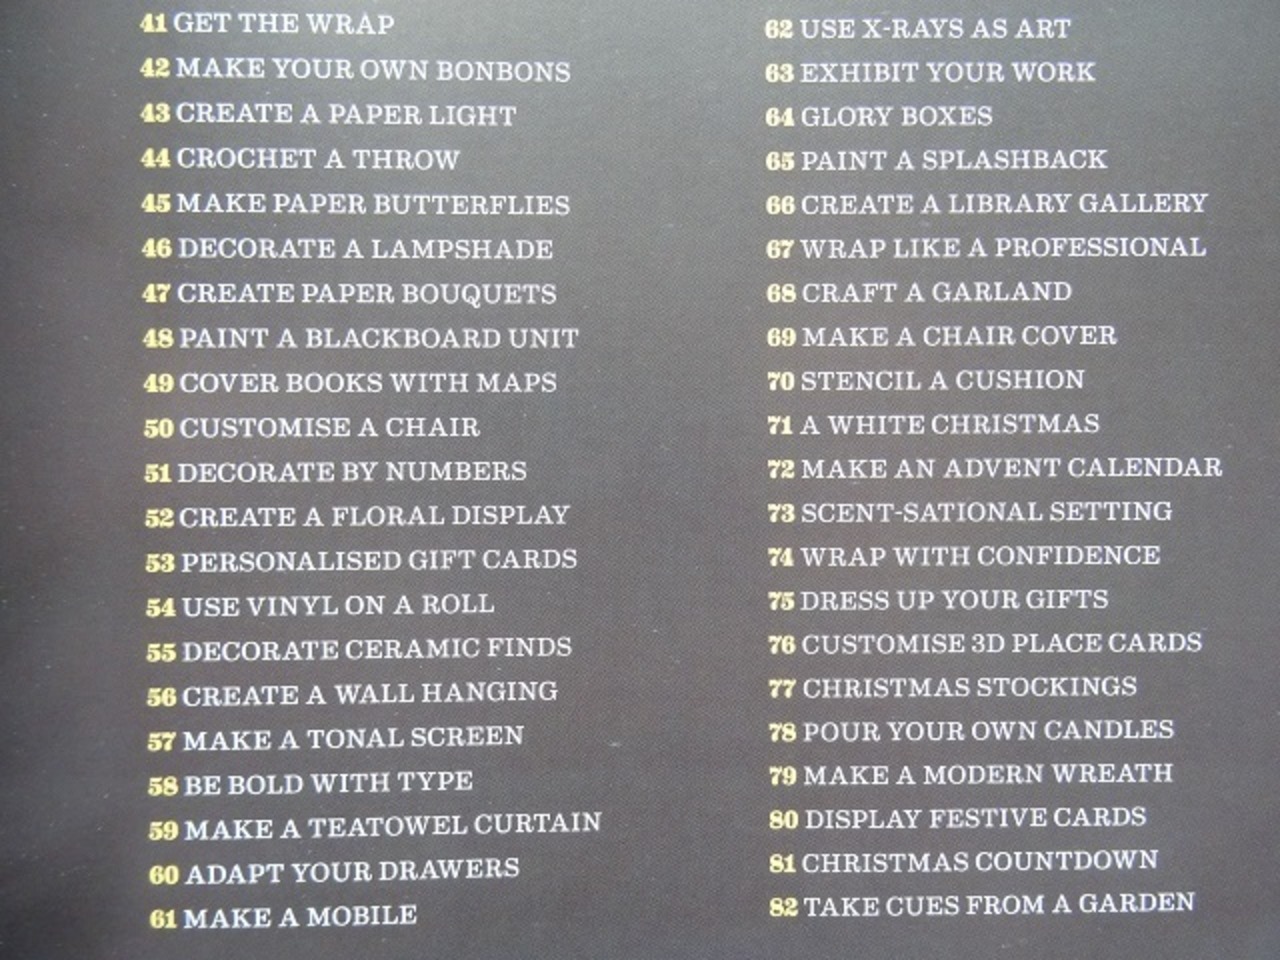 41 GET THE WRAP
42 MAKE YOUR OWN BONBONS
43 CREATE A PAPER LIGHT
44 CROCHET A THROW
45 MAKE PAPER BUTTERFLIES
46 DECORATE A LAMPSHADE
47 CREATE PAPER BOUQUETS
48 PAINT A BLACKBOARD UNIT
49 COVER BOOKS WITH MAPS
50 CUSTOMISE A CHAIR
51 DECORATE BY NUMBERS
52 CREATE A FLORAL DISPLAY
53 PERSONALISED GIFT CARDS
54 USE VINYL ON A ROLL
55 DECORATE CERAMIC FINDS
56 CREATE A WALL HANGING
57 MAKE A TONAL SCREEN
58 BE BOLD WITH TYPE
59 MAKE A TEATOWEL CURTAIN
60 ADAPT YOUR DRAWERS
61 MAKE A MOBILE
62 USE X-RAYS AS ART
63 EXHIBIT YOUR WORK
64 GLORY BOXES
65 PAINT A SPLASHBACK
66 CREATE A LIBRARY GALLERY
67 WRAP LIKE A PROFESSIONAL
68 CRAFT A GARLAND
69 MAKE A CHAIR COVER
70 STENCIL A CUSHION
71 A WHITE CHRISTMAS
72 MAKE AN ADVENT CALENDAR
73 SCENT-SATIONAL SETTING
74 WRAP WITH CONFIDENCE
75 DRESS UP YOUR GIFTS
76 CUSTOMISE 3D PLACE CARDS
77 CHRISTMAS STOCKINGS
78 POUR YOUR OWN CANDLES
79 MAKE A MODERN WREATH
80 DISPLAY FESTIVE CARDS
81 CHRISTMAS COUNTDOWN
82 TAKE CUES FROM A GARDEN